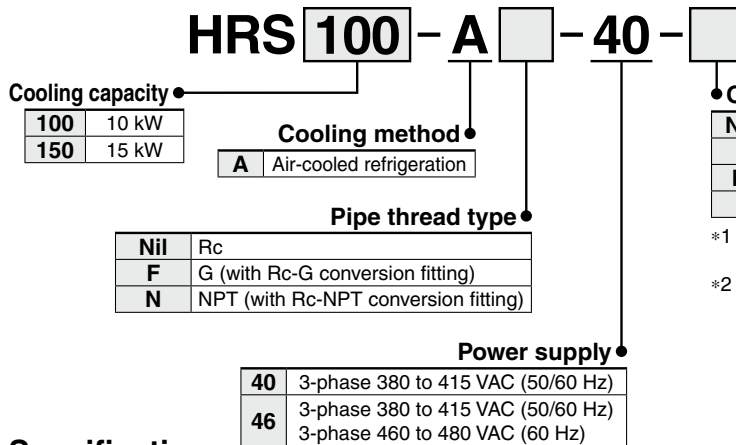 HRS 100 - A - 40 -
Cooling capacity
100 10 kW
150 15 kW
Cooling method
A Air-cooled refrigeration
Pipe thread type
Nil Rc
F G (with Rc-G conversion fitting)
N NPT (with Rc-NPT conversion fitting)
Power supply
40 3-phase 380 to 415 VAC (50/60 Hz)
46 3-phase 380 to 415 VAC (50/60 Hz)
3-phase 460 to 480 VAC (60 Hz)
*1
*2